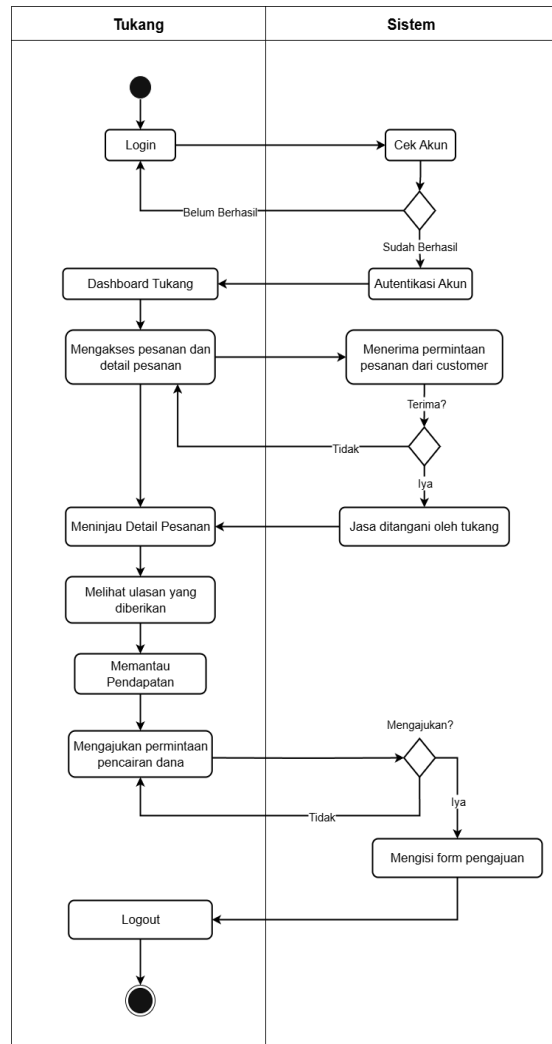 Tukang
Sistem
Login
Cek Akun
Belum Berhasil
Sudah Berhasil
Dashboard Tukang
Autentikasi Akun
Mengakses pesanan dan
detail pesanan
Menerima permintaan
pesanan dari customer
Terima?
Tidak
Iya
Meninjau Detail Pesanan
Jasa ditangani oleh tukang
Melihat ulasan yang
diberikan
Memantau
Pendapatan
Mengajukan permintaan
pencairan dana
Mengajukan?
Iya
Tidak
Mengisi form pengajuan
Logout